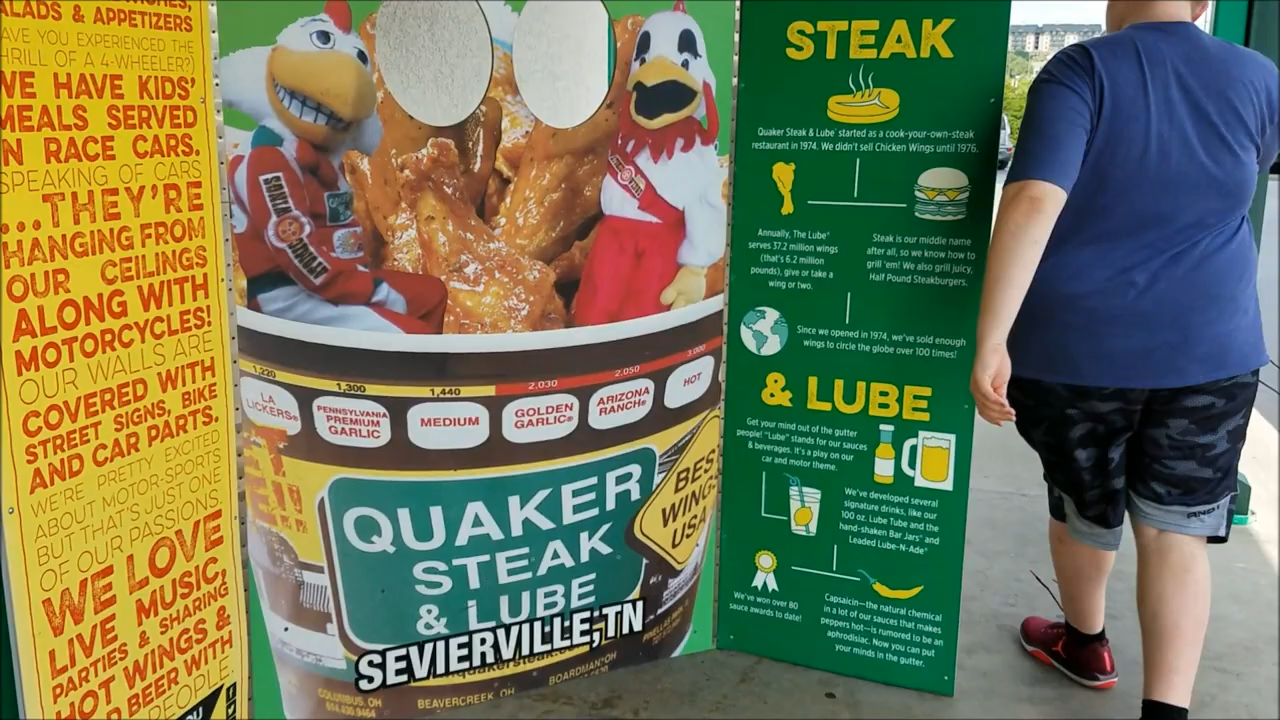 & APPETIZERS
HAVE YOU EXPERIENCED THE
THRILL OF A 4-WHEELER?)
WE HAVE KIDS'
MEALS SERVED
IN RACE CARS.
SPEAKING OF CARS
...THEY'RE
HANGING FROM
OUR CEILINGS
ALONG WITH
MOTORCYCLES!
OUR WALLS ARE
COVERED WITH
STREET SIGNS, BIKE
AND CAR PARTS.
WE'RE PRETTY EXCITED
ABOUT MOTOR-SPORTS
BUT THAT'S JUST ONE
OF OUR PASSIONS.
WE LOVE
LIVE MUSIC,
PARTIES & SHARING
HOT WINGS &
BEER WITH
PEOPLE
1,220
1,300
1,440
2,030
2,050
3,000
LA LICKERS®
PENNSYLVANIA
PREMIUM
GARLIC
MEDIUM
GOLDEN
GARLIC®
ARIZONA
RANCH®
HOT
BEST
WINGS
USA
QUAKER
STEAK
& LUBE
SEVIERVILLE, TN
COLUMBUS, OH
BEAVERCREEK, OH
BOARDMAN, OH
STEAK
Quaker Steak & Lube® started as a cook-your-own-steak
restaurant in 1974. We didn't sell Chicken Wings until 1976.
Annually, The Lube®
serves 37.2 million wings
(that's 6.2 million
pounds), give or take a
wing or two.
Steak is our middle name
after all, so we know how to
grill 'em! We also grill juicy,
Half Pound Steakburgers.
Since we opened in 1974, we've sold enough
wings to circle the globe over 100 times!
& LUBE
Get your mind out of the gutter
people! "Lube" stands for our sauces
& beverages. It's a play on our
car and motor theme.
We've developed several
signature drinks, like our
100 oz. Lube Tube and the
hand-shaken Bar Jars® and
Leaded Lube-N-Ade®
We've won over 80
sauce awards to date!
Capsaicin—the natural chemical
in a lot of our sauces that makes
peppers hot—is rumored to be an
aphrodisiac. Now you can put
your minds in the gutter.
AND1